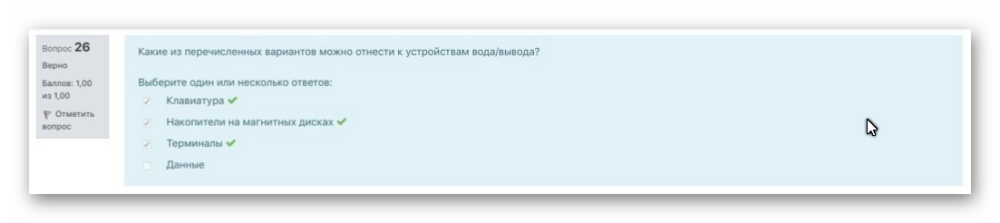 Вопрос 26
Верно
Баллов: 1,00
из 1,00
Отметить
вопрос
Какие из перечисленных вариантов можно отнести к устройствам вода/вывода?
Выберите один или несколько ответов:
Клавиатура
Накопители на магнитных дисках
Терминалы
Данные